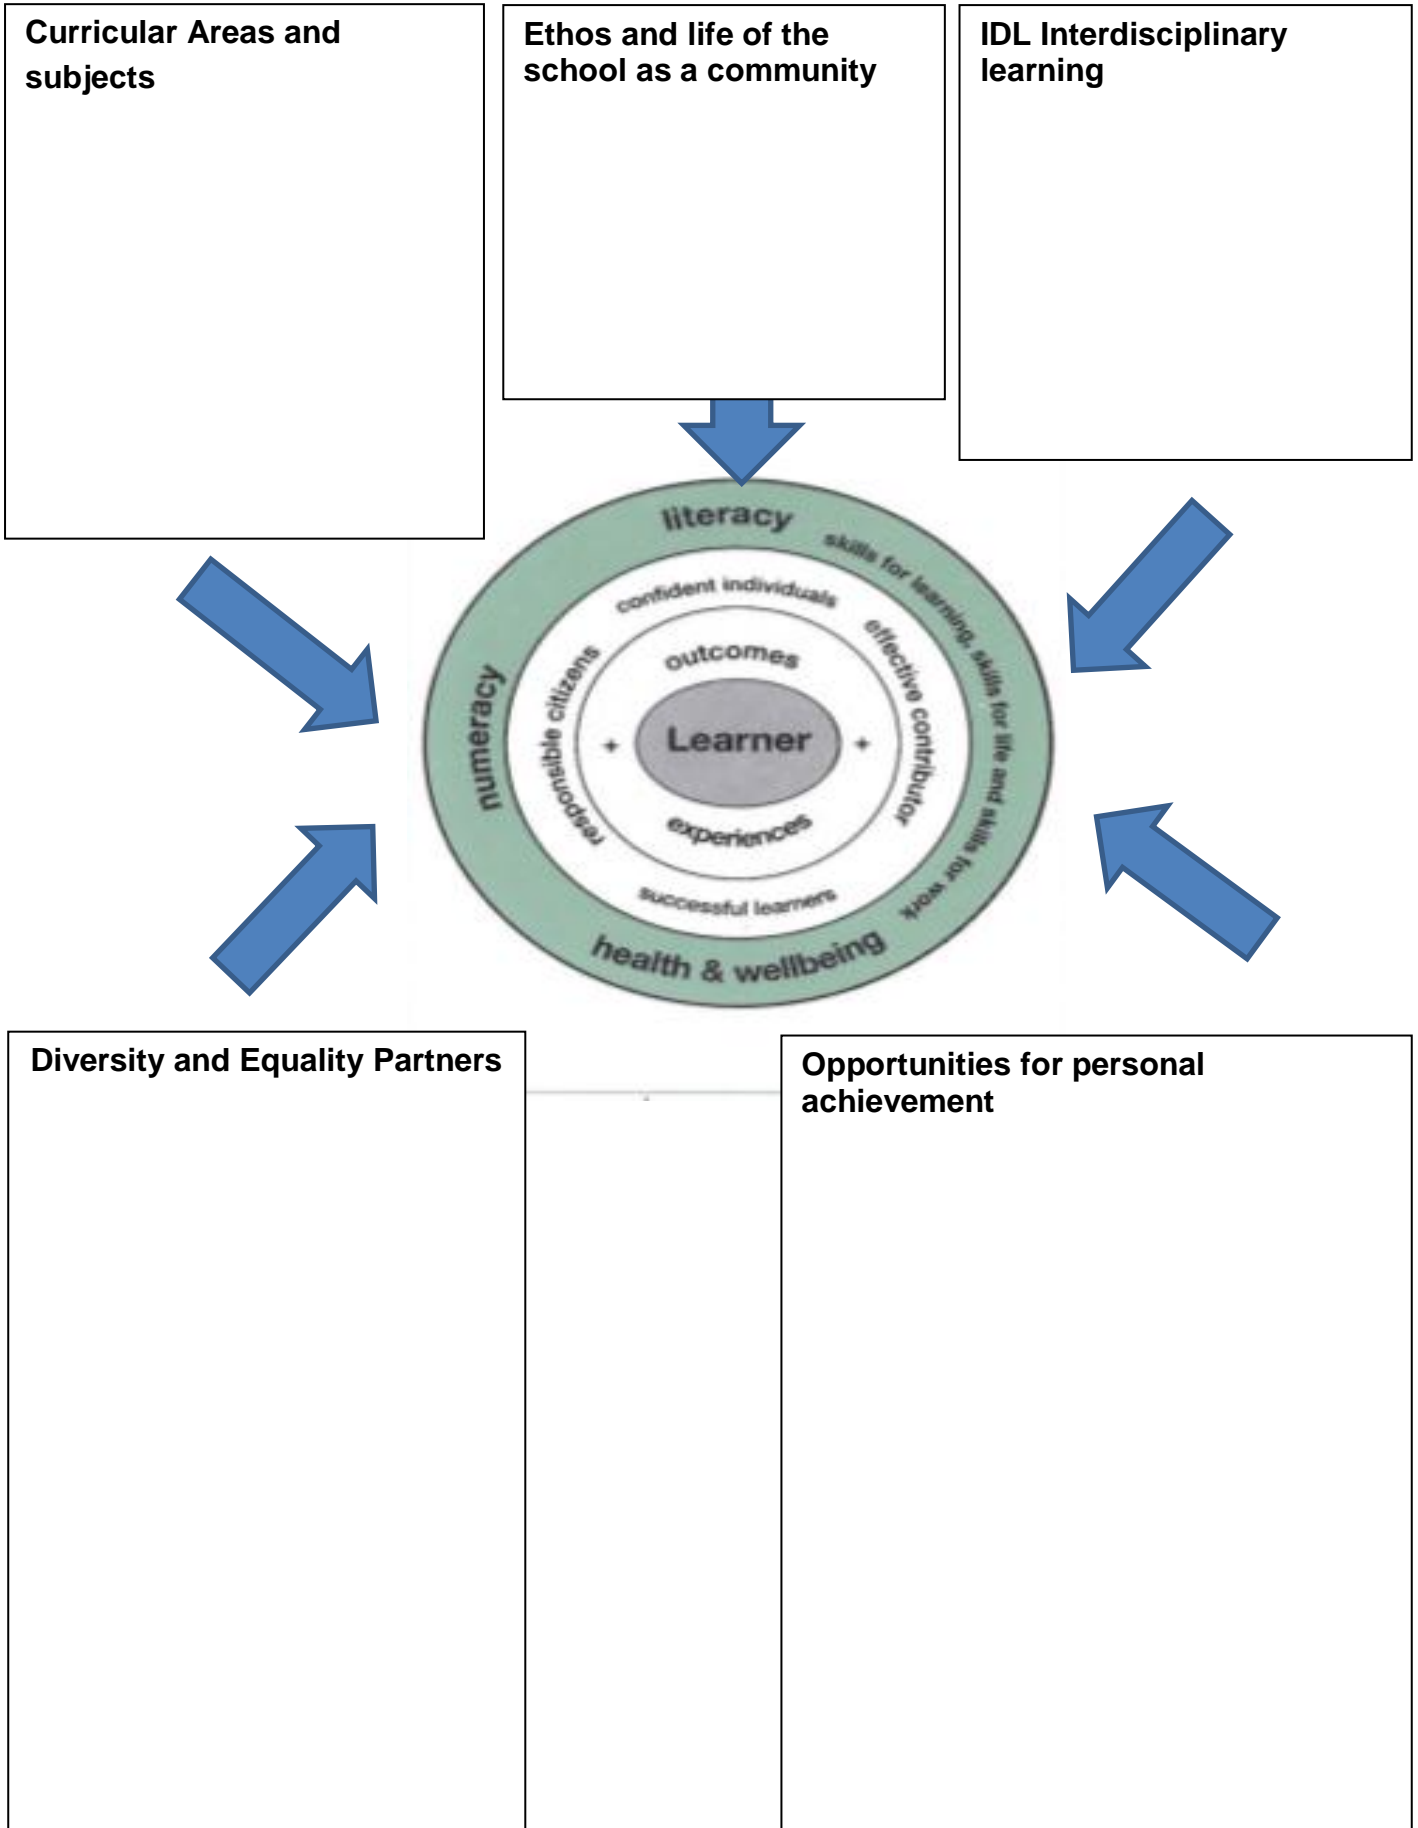 Curricular Areas and
subjects
Ethos and life of the
school as a community
IDL Interdisciplinary
learning
literacy
skills for learning, skills for life and skills for work
numeracy
health & wellbeing
confident individuals
effective contributor
responsible citizens
successful learners
outcomes
+ Learner +
experiences
Diversity and Equality Partners
Opportunities for personal
achievement